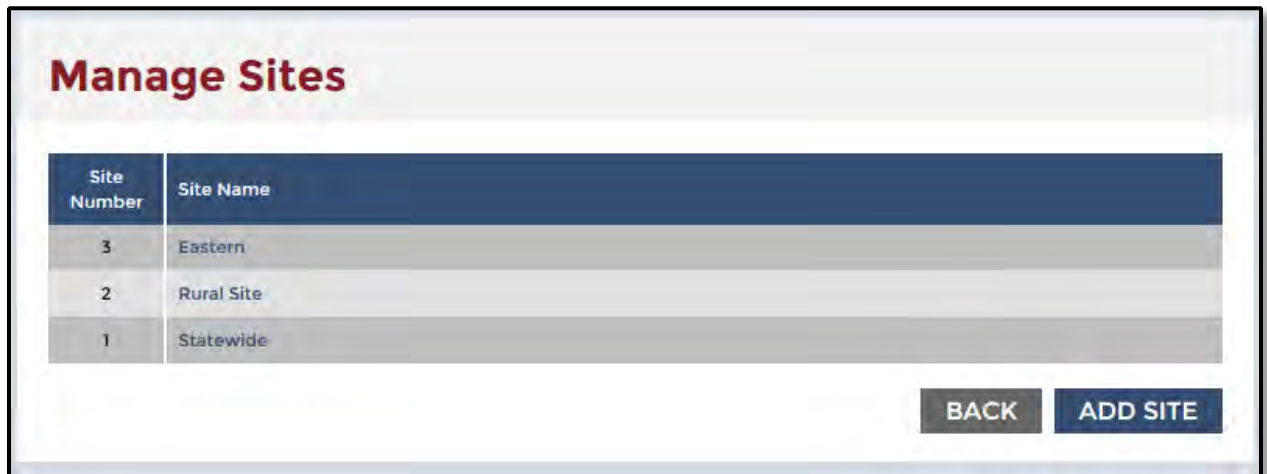 Manage Sites
Site Number Site Name
3 Eastern
2 Rural Site
1 Statewide
BACK ADD SITE